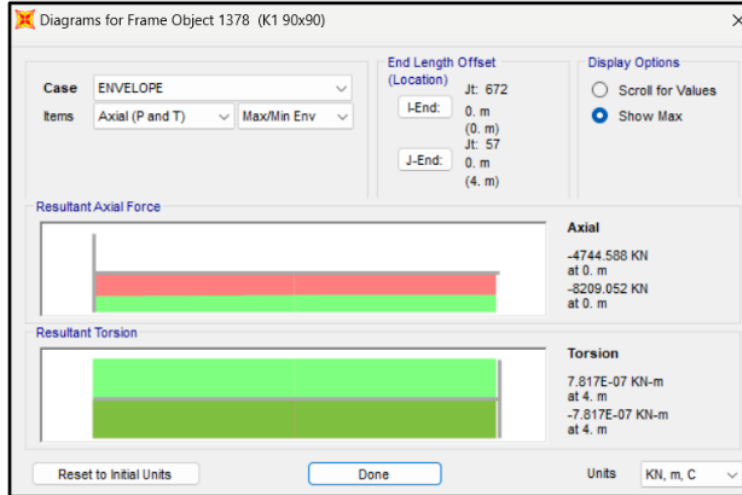 Diagrams for Frame Object 1378 (K1 90x90)
Case ENVELOPE
Items Axial (P and T) Max/Min Env
End Length Offset
(Location)
Jt: 672
I-End: 0. m
(0. m)
Jt: 57
J-End: 0. m
(4. m)
Display Options
Scroll for Values
Show Max
Resultant Axial Force
Axial
-4744.588 KN
at 0. m
-8209.052 KN
at 0. m
Resultant Torsion
Torsion
7.817E-07 KN-m
at 4. m
-7.817E-07 KN-m
at 4. m
Reset to Initial Units Done Units KN, m, C